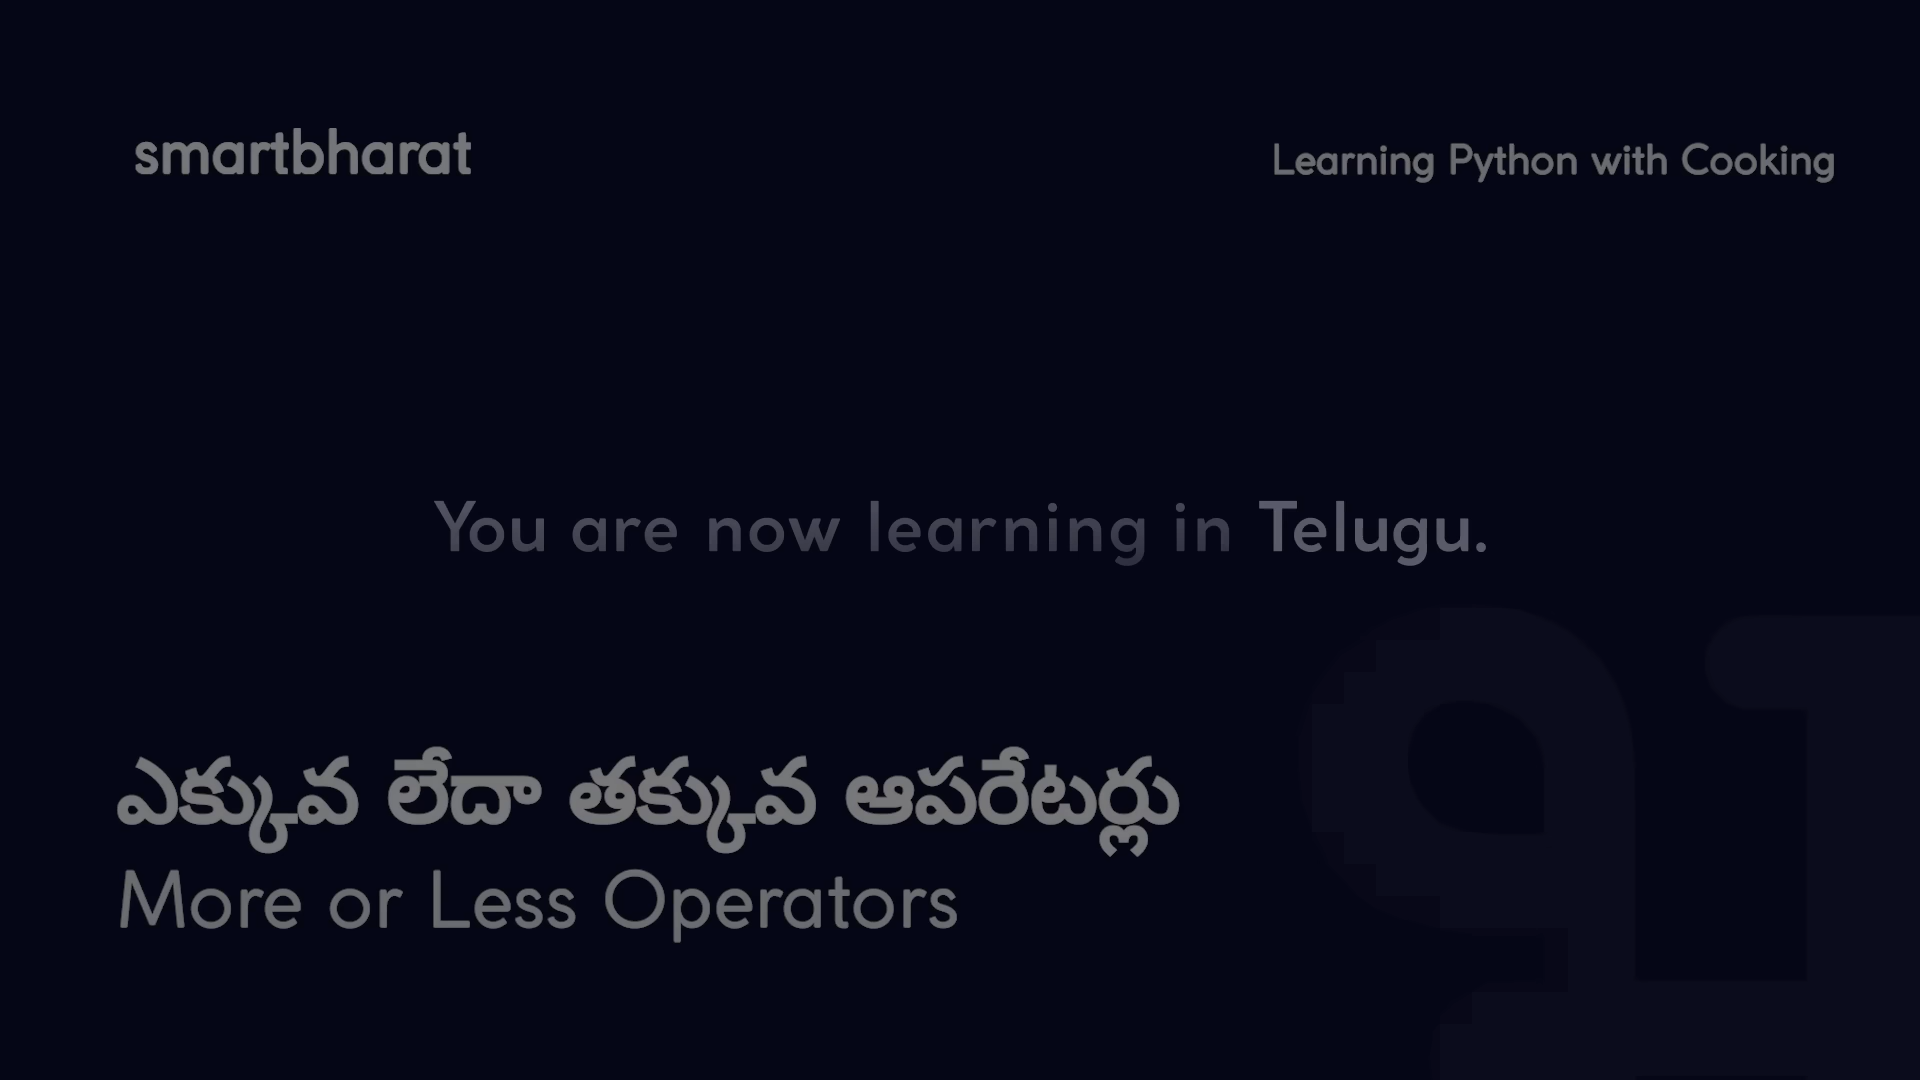 smartbharat
Learning Python with Cooking
You are now learning in Telugu.
ఎక్కువ లేదా తక్కువ ఆపరేటర్లు
More or Less Operators